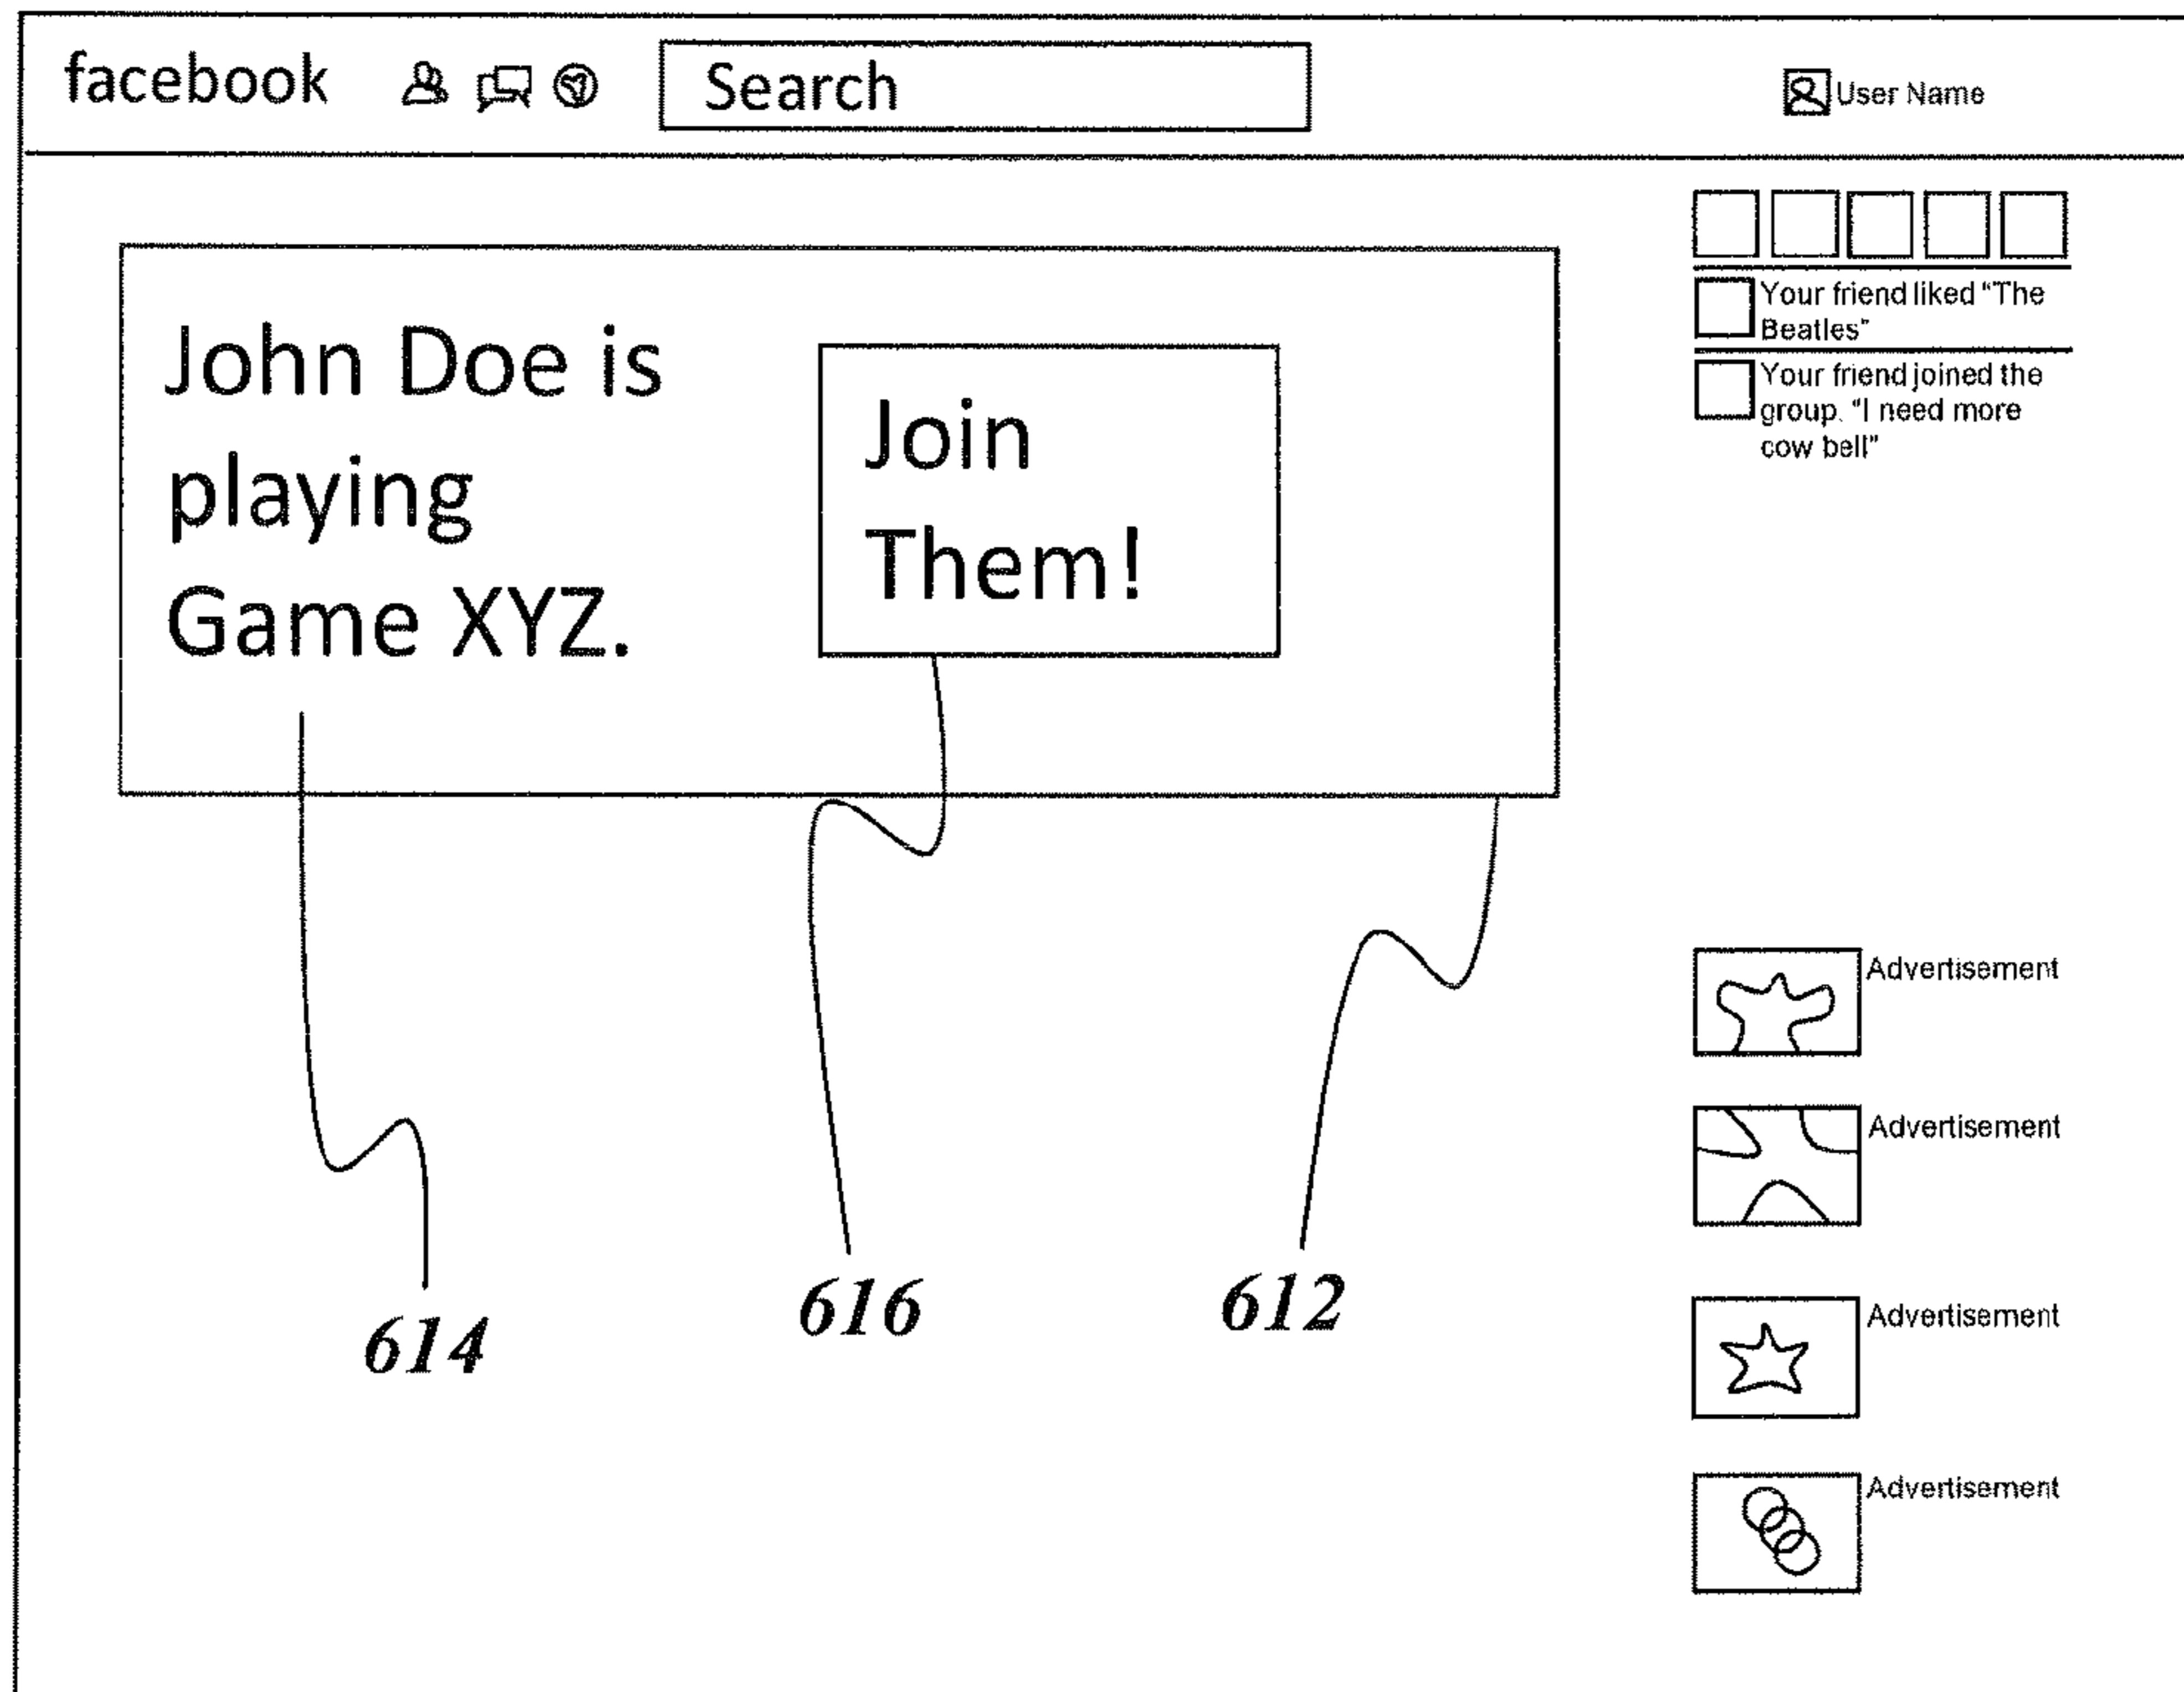 facebook
Search
User Name
John Doe is
playing
Game XYZ.
Join
Them!
Your friend liked “The
Beatles”
Your friend joined the
group. “I need more
cow bell”
Advertisement
Advertisement
Advertisement
Advertisement
614
616
612